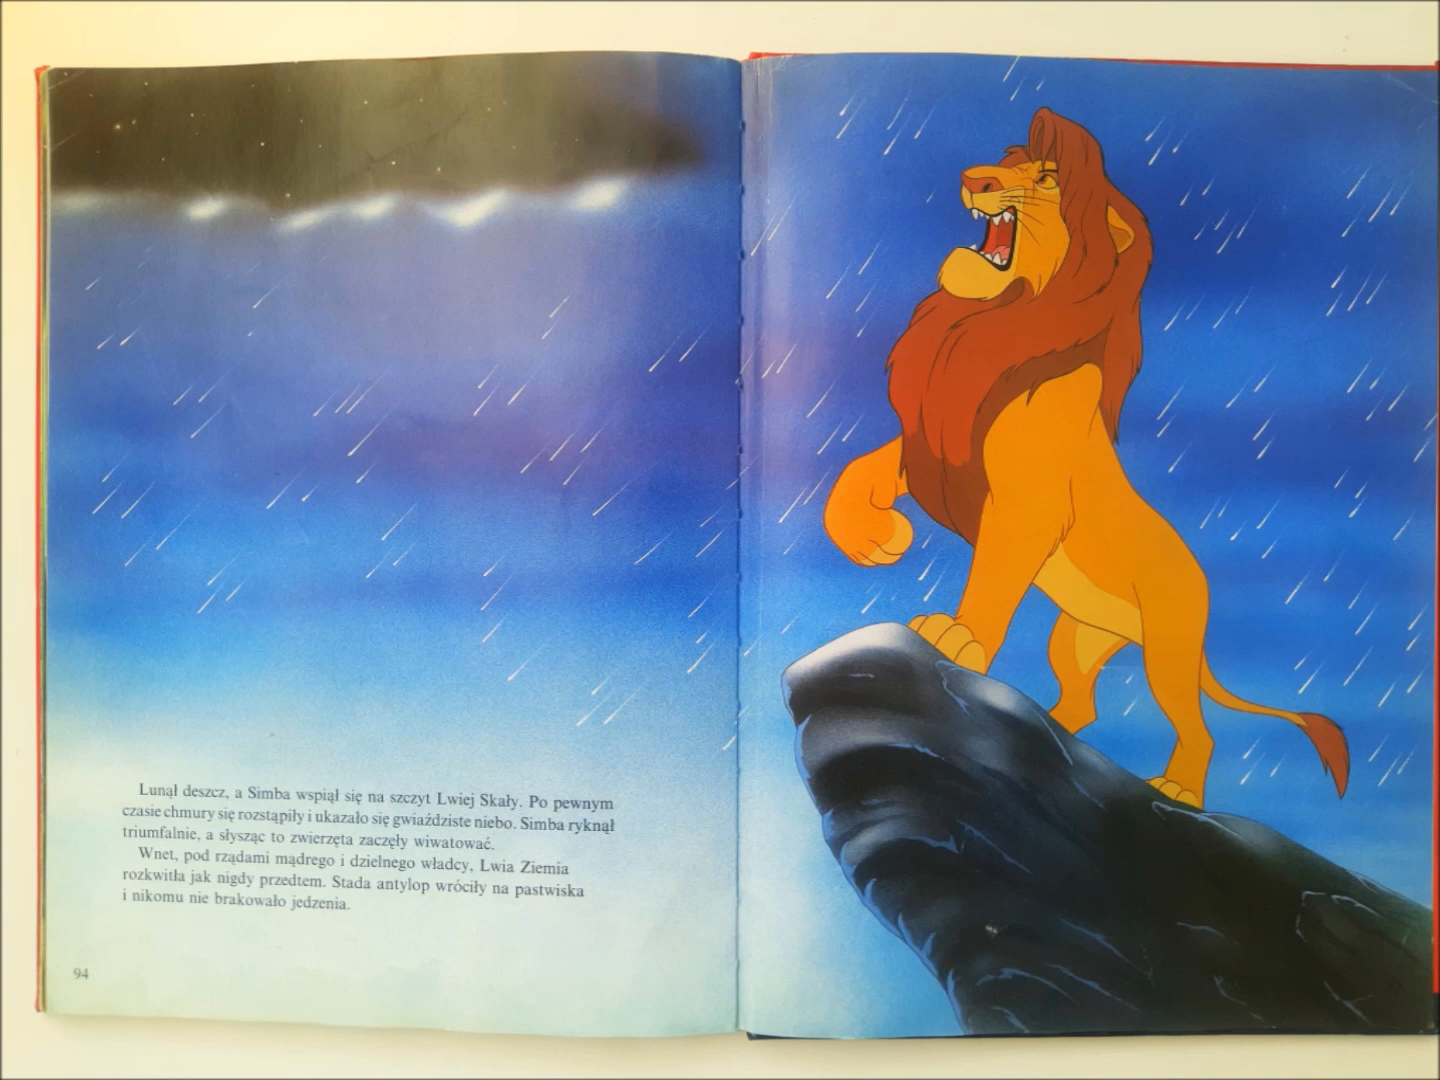 Lunął deszcz, a Simba wspiął się na szczyt Lwiej Skały. Po pewnym
czasie chmury się rozstąpiły i ukazało się gwiaździste niebo. Simba ryknął
triumfalnie, a słysząc to zwierzęta zaczęły wiwatować.
Wnet, pod rządami mądrego i dzielnego władcy, Lwia Ziemia
rozkwitła jak nigdy przedtem. Stada antylop wróciły na pastwiska
i nikomu nie brakowało jedzenia.
94